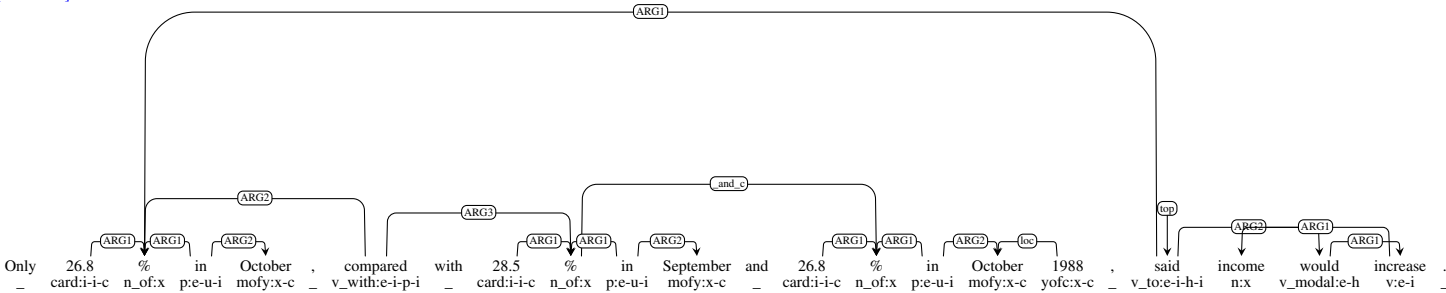 ARG1
_and_c
ARG2
ARG3
top
ARG1 ARG1 ARG2 ARG1 ARG1 ARG2 ARG1 ARG1 ARG2 loc ARG2 ARG1 ARG1
Only 26.8 % in October , compared with 28.5 % in September and 26.8 % in October 1988 , said income would increase .
_ card:i-i-c n_of:x p:e-u-i mofy:x-c _ v_with:e-i-p-i _ card:i-i-c n_of:x p:e-u-i mofy:x-c _ card:i-i-c n_of:x p:e-u-i mofy:x-c yofc:x-c _ v_to:e-i-h-i n:x v_modal:e-h v:e-i _